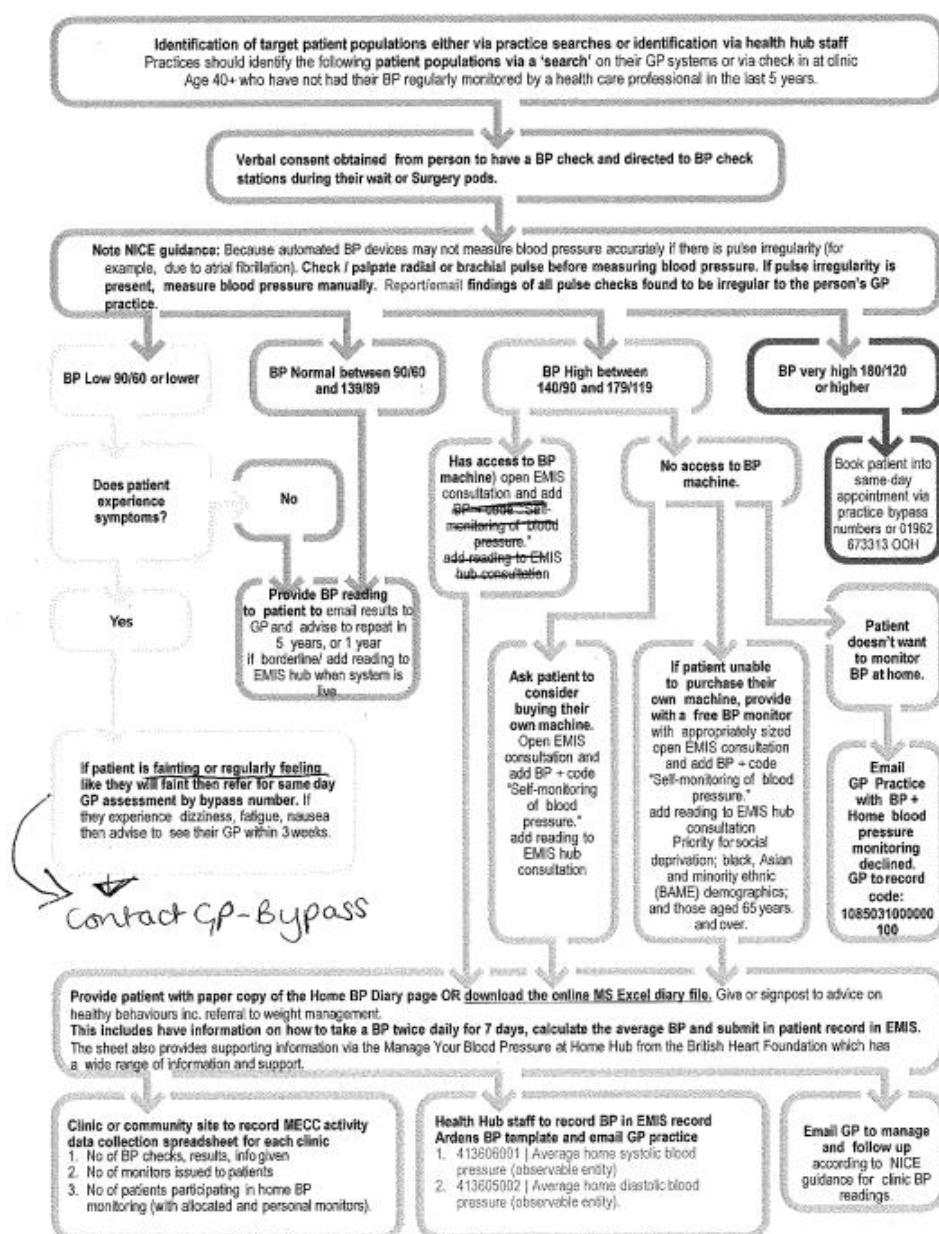 Identification of target patient populations either via practice searches or identification via health hub staff
Practices should identify the following patient populations via a 'search' on their GP systems or via check in at clinic
Age 40+ who have not had their BP regularly monitored by a health care professional in the last 5 years.
Verbal consent obtained from person to have a BP check and directed to BP check
stations during their wait or Surgery pods.
Note NICE guidance: Because automated BP devices may not measure blood pressure accurately if there is pulse irregularity (for
example, due to atrial fibrillation). Check / palpate radial or brachial pulse before measuring blood pressure. If pulse irregularity is
present, measure blood pressure manually. Report/email findings of all pulse checks found to be irregular to the person's GP
practice.
BP Low 90/60 or lower
BP Normal between 90/60
and 139/89
BP High between
140/90 and 179/119
BP very high 180/120
or higher
Does patient
experience
symptoms?
No
Has access to BP
machine) open EMIS
consultation and add
BP + code "Self-
monitoring of blood
pressure."
add reading to EMIS
hub consultation
No access to BP
machine.
Book patient into
same-day
appointment via
practice bypass
numbers or 01962
673313 OOH
Yes
Provide BP reading
to patient to email results to
GP and advise to repeat in
5 years, or 1 year
if borderline/ add reading to
EMIS hub when system is
live
Patient
doesn't want
to monitor
BP at home.
Ask patient to
consider
buying their
own machine.
Open EMIS
consultation and
add BP + code
"Self-monitoring
of blood
pressure."
add reading to
EMIS hub
consultation
If patient unable
to purchase their
own machine, provide
with a free BP monitor
with appropriately sized
open EMIS consultation
and add BP + code
"Self-monitoring of blood
pressure."
add reading to EMIS hub
consultation
Priority for social
deprivation; black, Asian
and minority ethnic
(BAME) demographics;
and those aged 65 years.
and over.
Email
GP Practice
with BP +
Home blood
pressure
monitoring
declined.
GP to record
code:
1085031000000
100
If patient is fainting or regularly feeling
like they will faint then refer for same day
GP assessment by bypass number. If
they experience dizziness, fatigue, nausea
then advise to see their GP within 3 weeks.
Contact GP-Bypass
Provide patient with paper copy of the Home BP Diary page OR download the online MS Excel diary file. Give or signpost to advice on
healthy behaviours inc. referral to weight management.
This includes have information on how to take a BP twice daily for 7 days, calculate the average BP and submit in patient record in EMIS.
The sheet also provides supporting information via the Manage Your Blood Pressure at Home Hub from the British Heart Foundation which has
a wide range of information and support.
Clinic or community site to record MECC activity
data collection spreadsheet for each clinic
1. No of BP checks, results, info given
2. No of monitors issued to patients
3. No of patients participating in home BP
monitoring (with allocated and personal monitors).
Health Hub staff to record BP in EMIS record
Ardens BP template and email GP practice
1. 413606001 | Average home systolic blood
pressure (observable entity)
2. 413605002 | Average home diastolic blood
pressure (observable entity).
Email GP to manage
and follow up
according to NICE
guidance for clinic BP
readings.